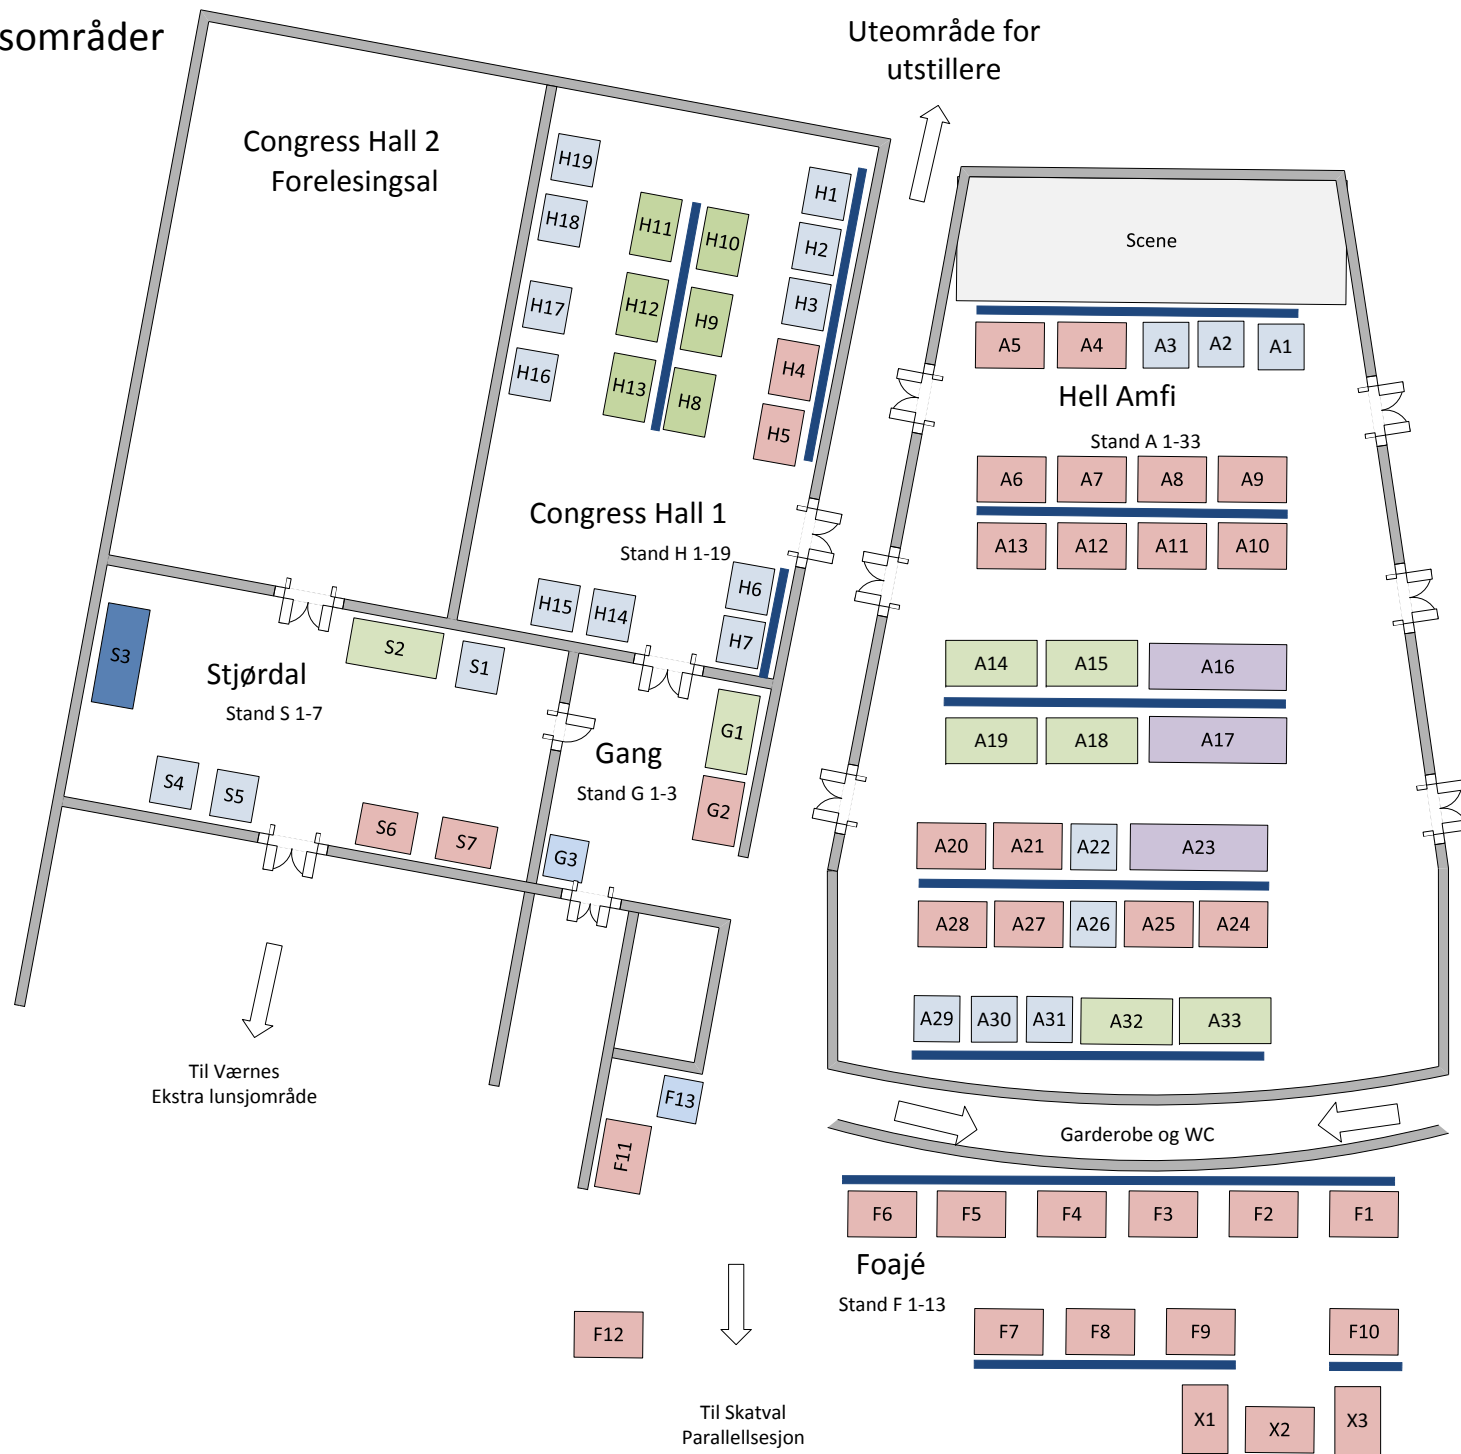 sområder
Uteområde for
utstillere
Congress Hall 2
Forelesingsal
H19
H18
H17
H16
H11
H10
H12
H9
H13
H8
H1
H2
H3
H4
H5
Congress Hall 1
Stand H 1-19
H6
H7
H15
H14
Scene
A5
A4
A3
A2
A1
Hell Amfi
Stand A 1-33
A6
A7
A8
A9
A13
A12
A11
A10
A14
A15
A16
A19
A18
A17
A20
A21
A22
A23
A28
A27
A26
A25
A24
A29
A30
A31
A32
A33
S3
S2
S1
Stjørdal
Stand S 1-7
S4
S5
S6
S7
Gang
Stand G 1-3
G1
G2
G3
Til Værnes
Ekstra lunsjområde
F13
F11
Garderobe og WC
F6
F5
F4
F3
F2
F1
Foajé
Stand F 1-13
F12
F7
F8
F9
F10
X1
X2
X3
Til Skatval
Parallellsesjon